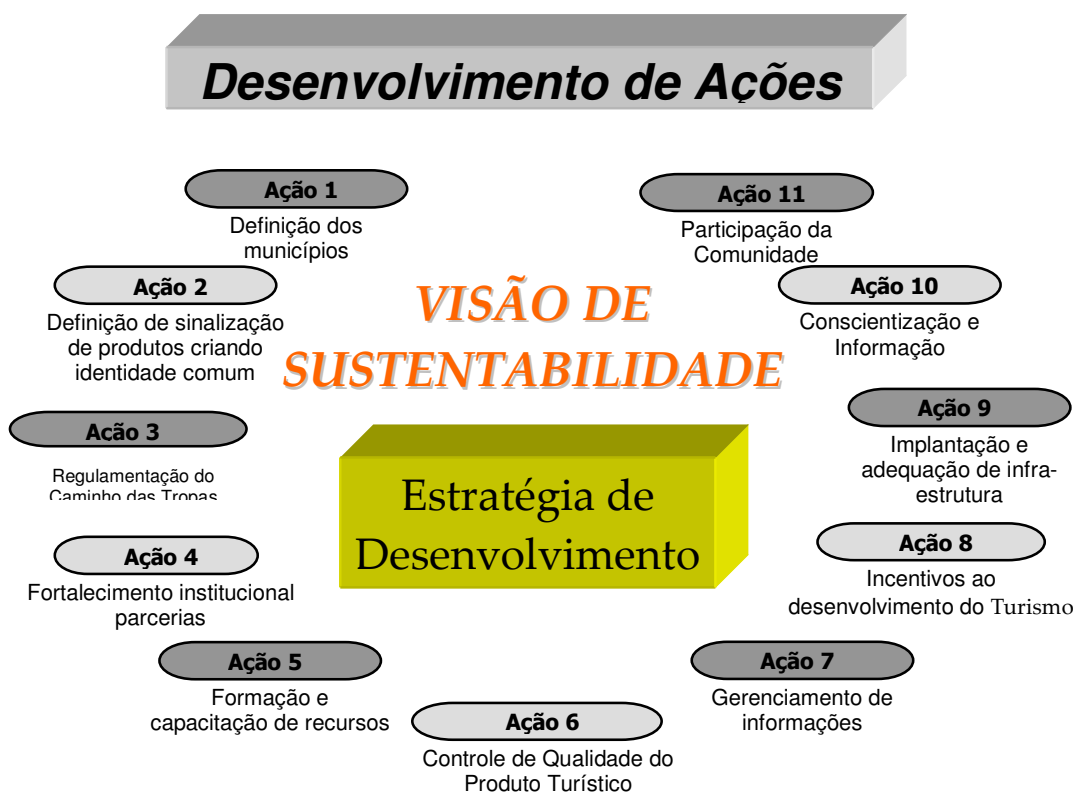 Desenvolvimento de Ações
Ação 1
Definição dos
municípios
Ação 2
Definição de sinalização
de produtos criando
identidade comum
Ação 3
Regulamentação do
Caminho das Tropas
Ação 4
Fortalecimento institucional
parcerias
Ação 5
Formação e
capacitação de recursos
Ação 6
Controle de Qualidade do
Produto Turístico
Ação 7
Gerenciamento de
informações
Ação 8
Incentivos ao
desenvolvimento do Turismo
Ação 9
Implantação e
adequação de infra-
estrutura
Ação 10
Conscientização e
Informação
Ação 11
Participação da
Comunidade
VISÃO DE
SUSTENTABILIDADE
Estratégia de
Desenvolvimento